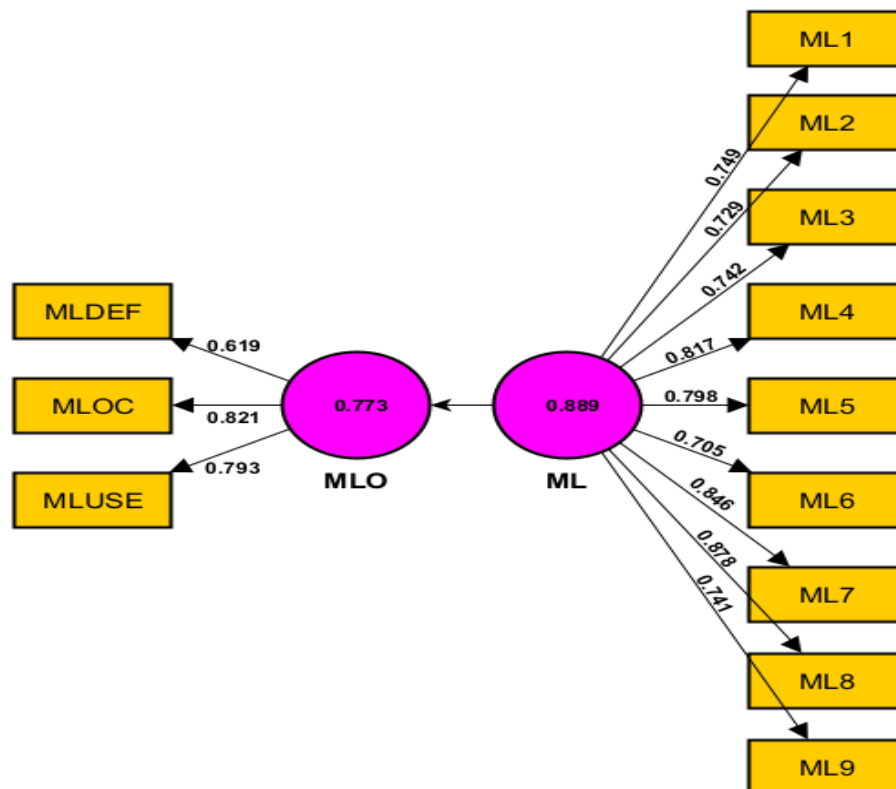 ML1
ML2
0.749
0.729
ML3
0.742
MLDEF
ML4
0.619
0.817
MLOC
0.773
0.889
0.798
ML5
0.821
0.705
0.793
MLUSE
MLO
ML
ML6
0.846
0.878
0.741
ML7
ML8
ML9